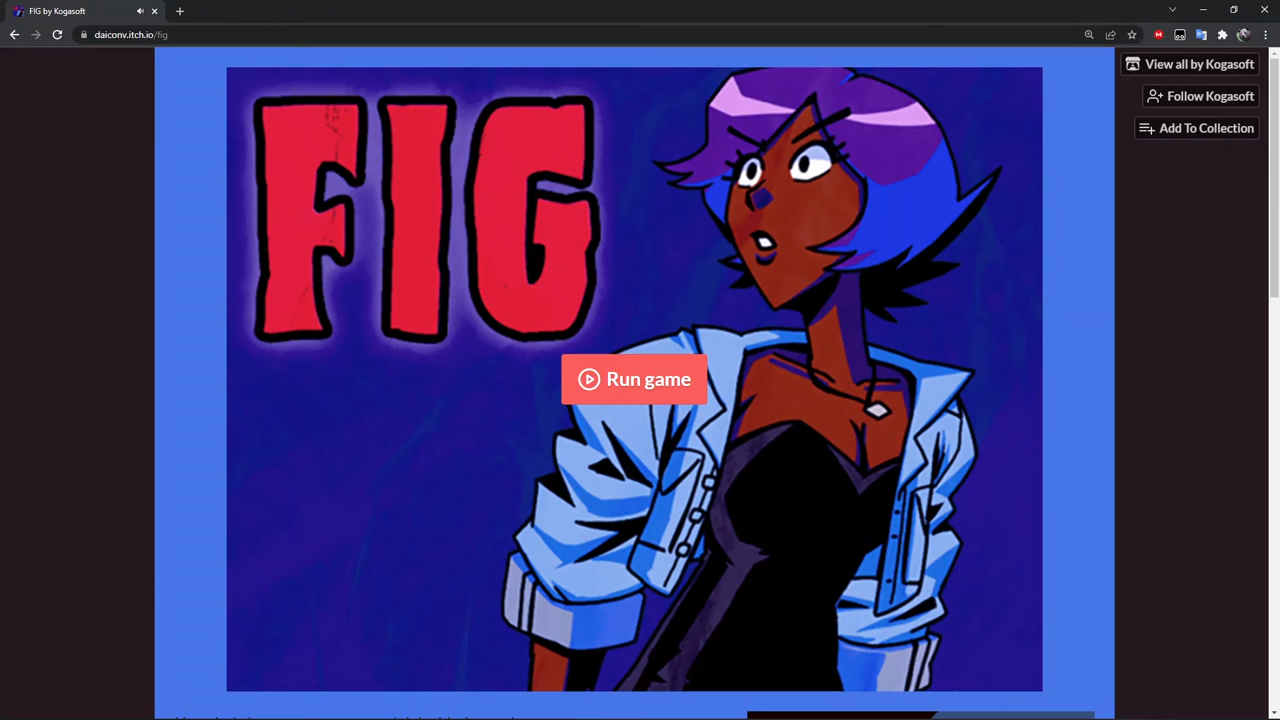 FIG by Kogasoft
daiconv.itch.io/fig
View all by Kogasoft
Follow Kogasoft
Add To Collection
FIG
Run game